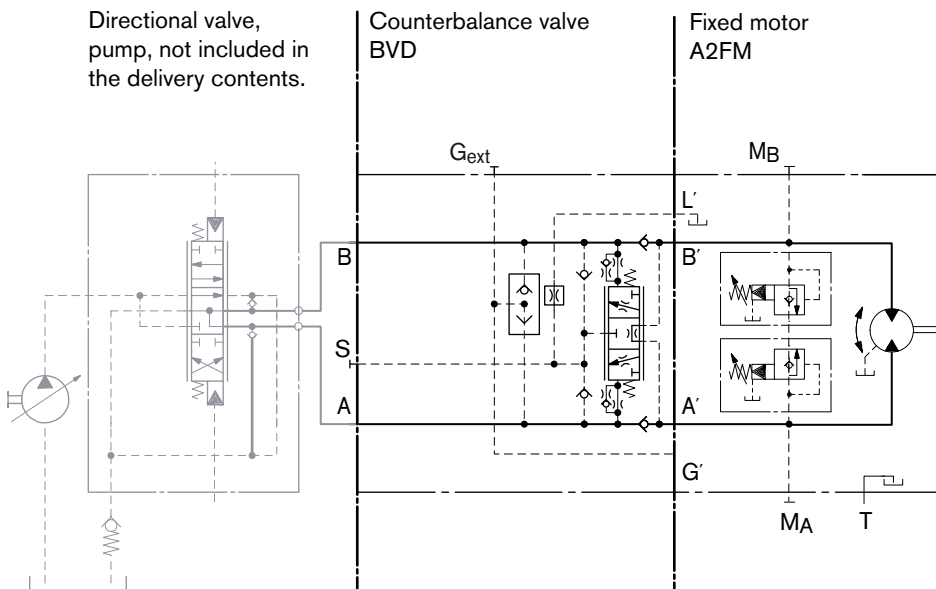 Directional valve,
pump, not included in
the delivery contents.
Counterbalance valve
BVD
Fixed motor
A2FM
Gext
MB
L′
B
B′
S
A
A′
G′
MA
T